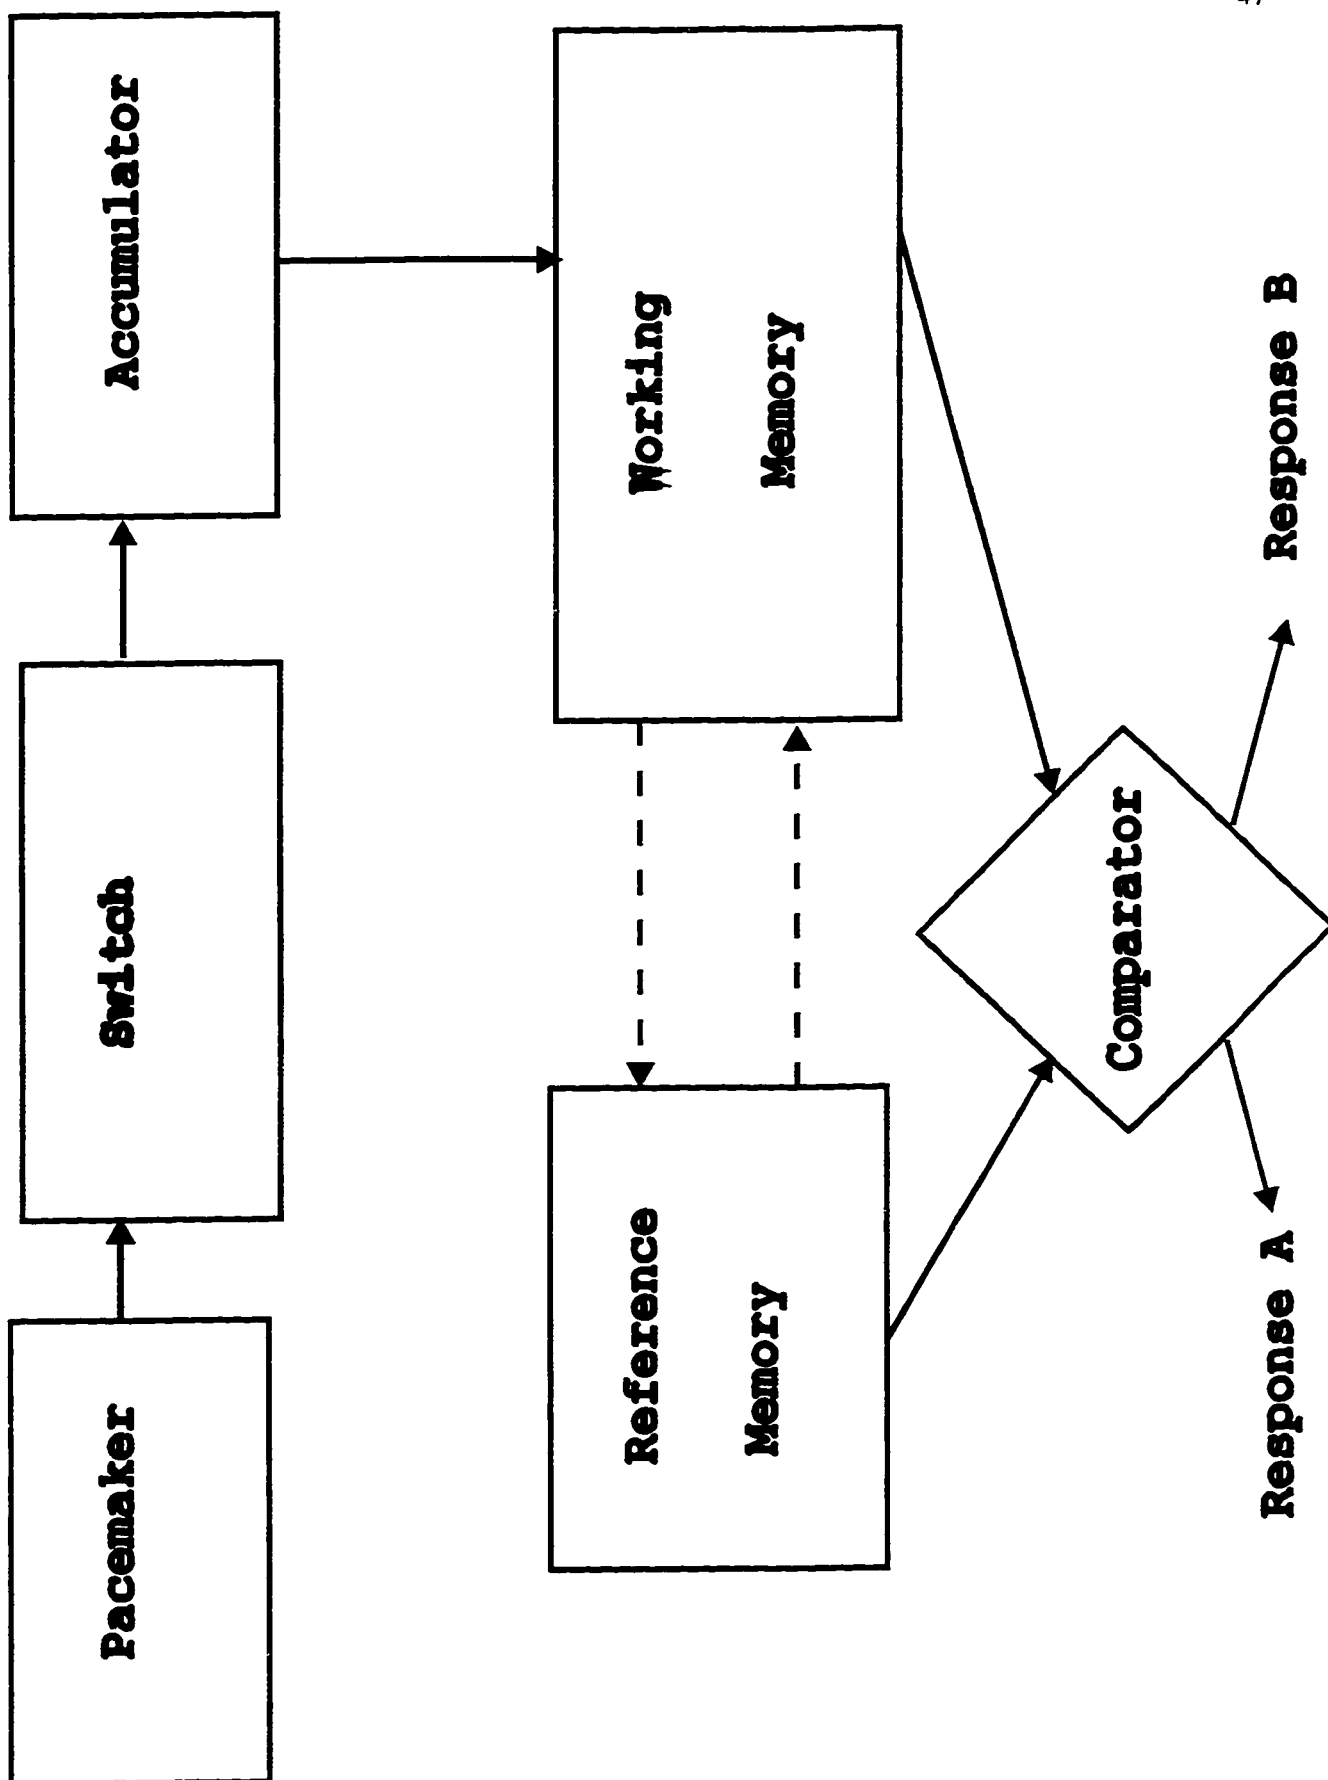 Pacemaker
Switch
Accumulator
Reference
Memory
Working
Memory
Comparator
Response A
Response B